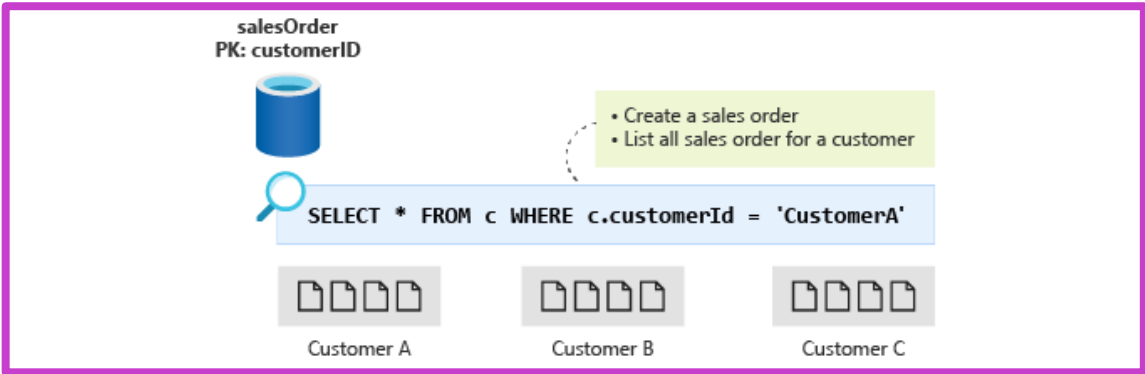 salesOrder
PK: customerID
• Create a sales order
• List all sales order for a customer
SELECT * FROM c WHERE c.customerId = 'CustomerA'
Customer A
Customer B
Customer C